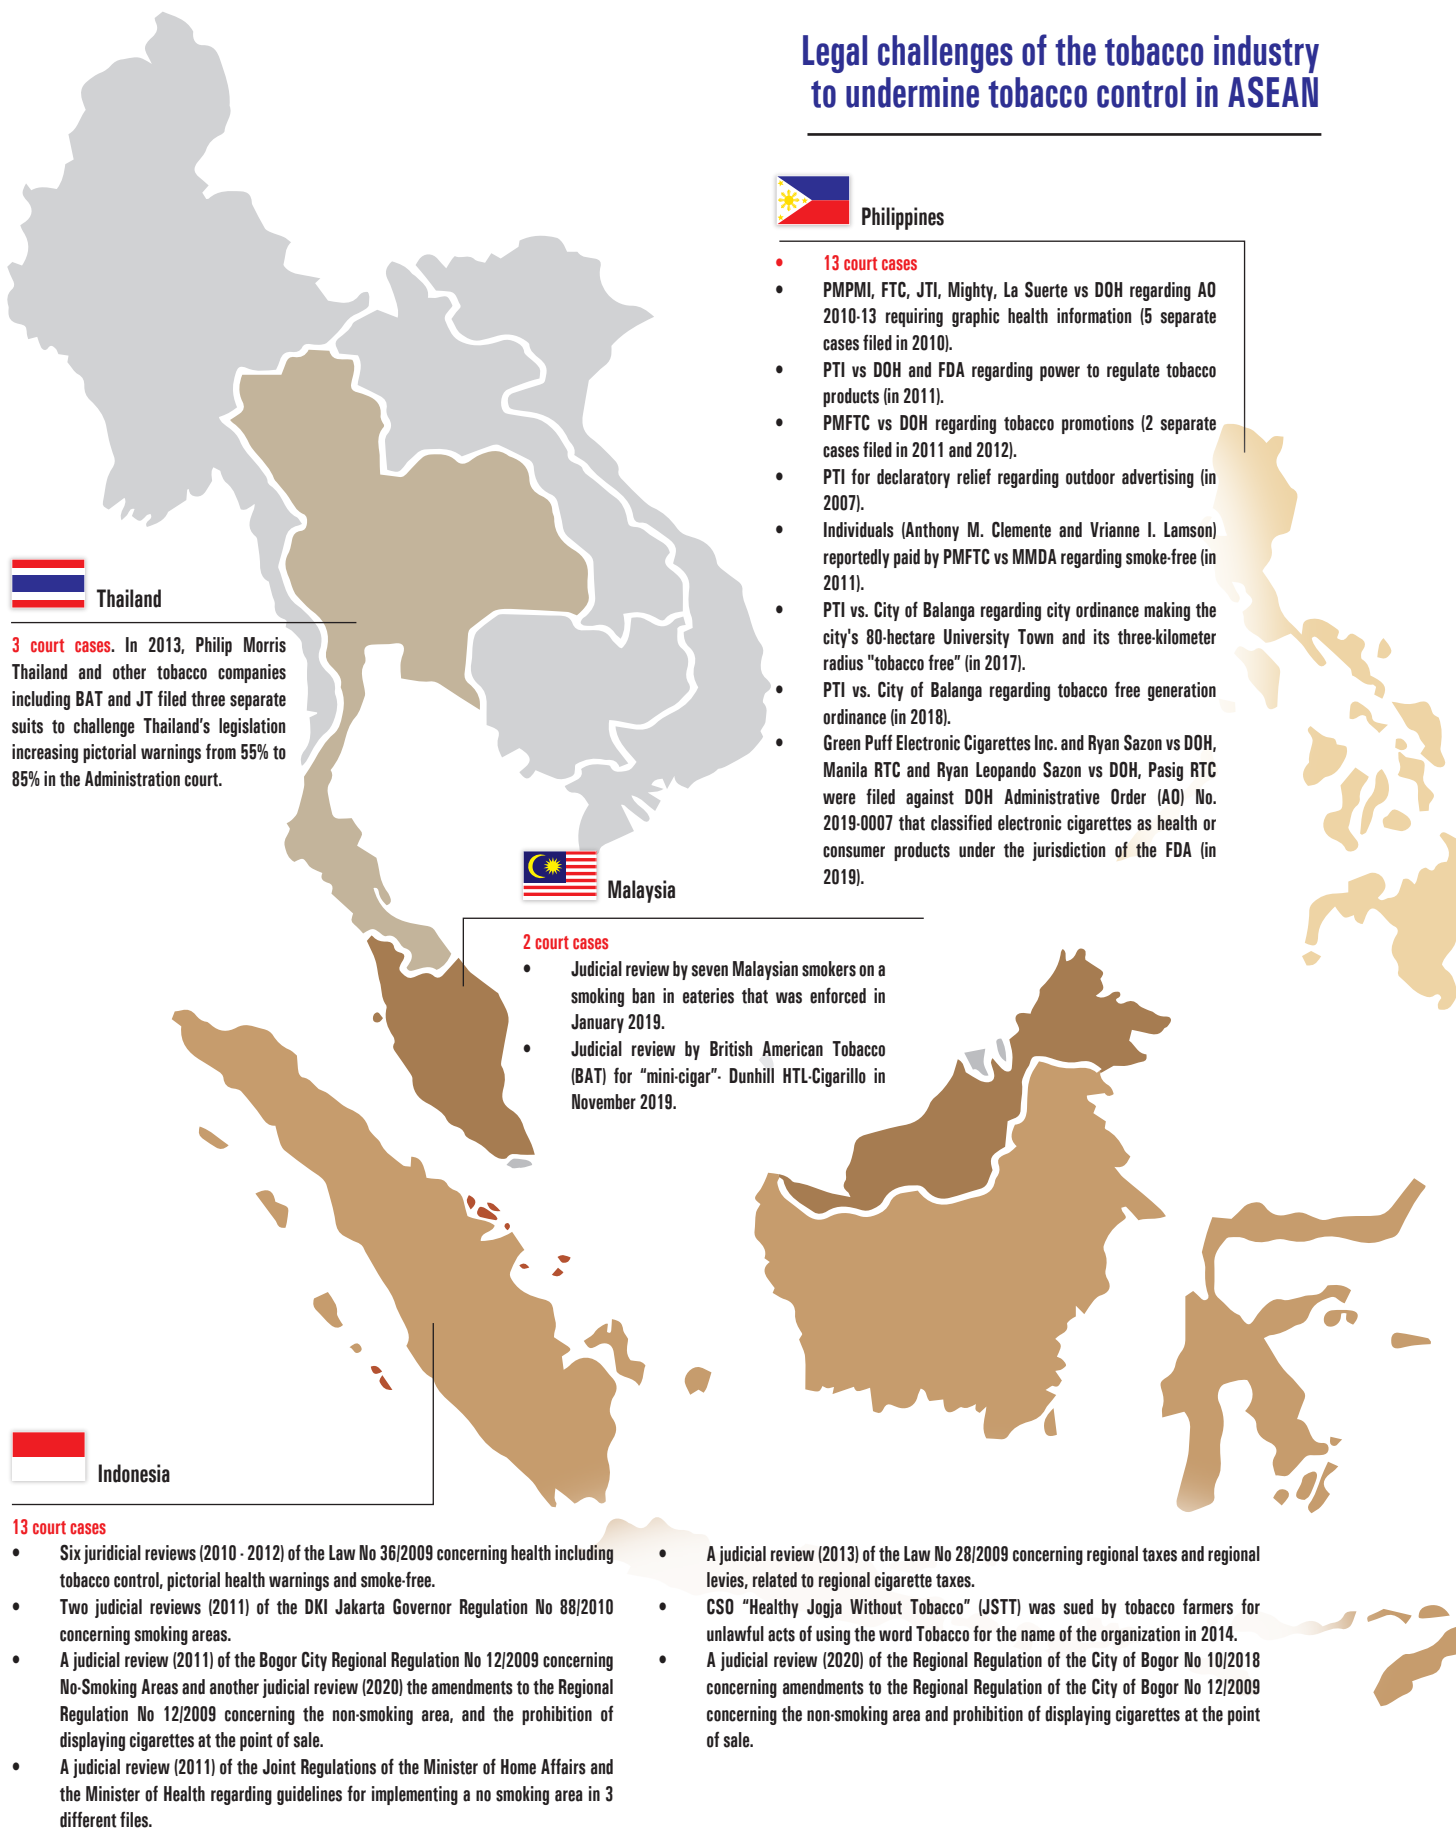 Legal challenges of the tobacco industry
to undermine tobacco control in ASEAN
Philippines
• 13 court cases
• PMPMI, FTC, JTI, Mighty, La Suerte vs DOH regarding AO
2010-13 requiring graphic health information (5 separate
cases filed in 2010).
• PTI vs DOH and FDA regarding power to regulate tobacco
products (in 2011).
• PMFTC vs DOH regarding tobacco promotions (2 separate
cases filed in 2011 and 2012).
• PTI for declaratory relief regarding outdoor advertising (in
2007).
• Individuals (Anthony M. Clemente and Vrianne I. Lamson)
reportedly paid by PMFTC vs MMDA regarding smoke-free (in
2011).
• PTI vs. City of Balanga regarding city ordinance making the
city's 80-hectare University Town and its three-kilometer
radius "tobacco free” (in 2017).
• PTI vs. City of Balanga regarding tobacco free generation
ordinance (in 2018).
• Green Puff Electronic Cigarettes Inc. and Ryan Sazon vs DOH,
Manila RTC and Ryan Leopando Sazon vs DOH, Pasig RTC
were filed against DOH Administrative Order (AO) No.
2019-0007 that classified electronic cigarettes as health or
consumer products under the jurisdiction of the FDA (in
2019).
Thailand
3 court cases. In 2013, Philip Morris
Thailand and other tobacco companies
including BAT and JT filed three separate
suits to challenge Thailand’s legislation
increasing pictorial warnings from 55% to
85% in the Administration court.
Malaysia
2 court cases
• Judicial review by seven Malaysian smokers on a
smoking ban in eateries that was enforced in
January 2019.
• Judicial review by British American Tobacco
(BAT) for “mini-cigar”- Dunhill HTL-Cigarillo in
November 2019.
Indonesia
13 court cases
• Six juridicial reviews (2010 - 2012) of the Law No 36/2009 concerning health including
tobacco control, pictorial health warnings and smoke-free.
• Two judicial reviews (2011) of the DKI Jakarta Governor Regulation No 88/2010
concerning smoking areas.
• A judicial review (2011) of the Bogor City Regional Regulation No 12/2009 concerning
No-Smoking Areas and another judicial review (2020) the amendments to the Regional
Regulation No 12/2009 concerning the non-smoking area, and the prohibition of
displaying cigarettes at the point of sale.
• A judicial review (2011) of the Joint Regulations of the Minister of Home Affairs and
the Minister of Health regarding guidelines for implementing a no smoking area in 3
different files.
• A judicial review (2013) of the Law No 28/2009 concerning regional taxes and regional
levies, related to regional cigarette taxes.
• CSO “Healthy Jogja Without Tobacco” (JSTT) was sued by tobacco farmers for
unlawful acts of using the word Tobacco for the name of the organization in 2014.
• A judicial review (2020) of the Regional Regulation of the City of Bogor No 10/2018
concerning amendments to the Regional Regulation of the City of Bogor No 12/2009
concerning the non-smoking area and prohibition of displaying cigarettes at the point
of sale.